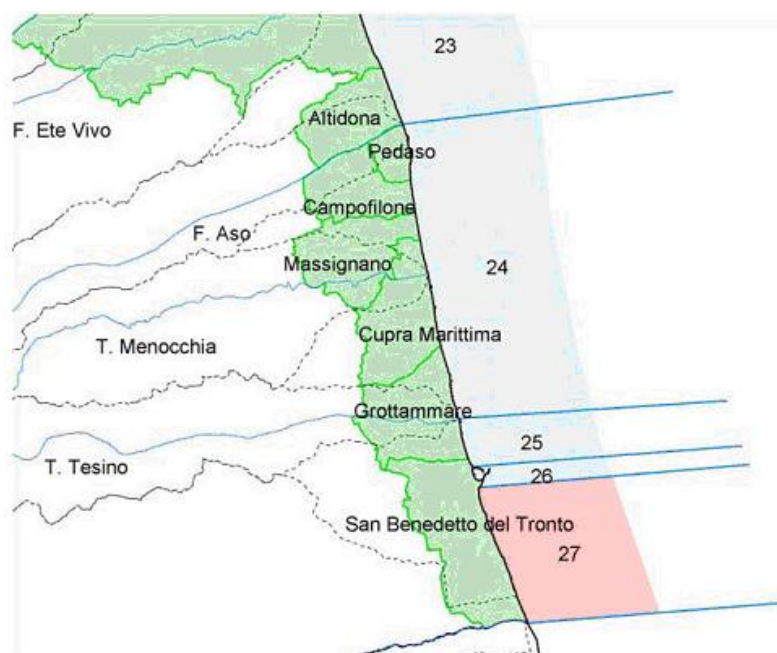 23
Altidona
F. Ete Vivo
Pedaso
Campofilone
F. Aso
Massignano
24
Cupra Marittima
T. Menocchia
Grottammare
25
T. Tesino
26
San Benedetto del Tronto
27